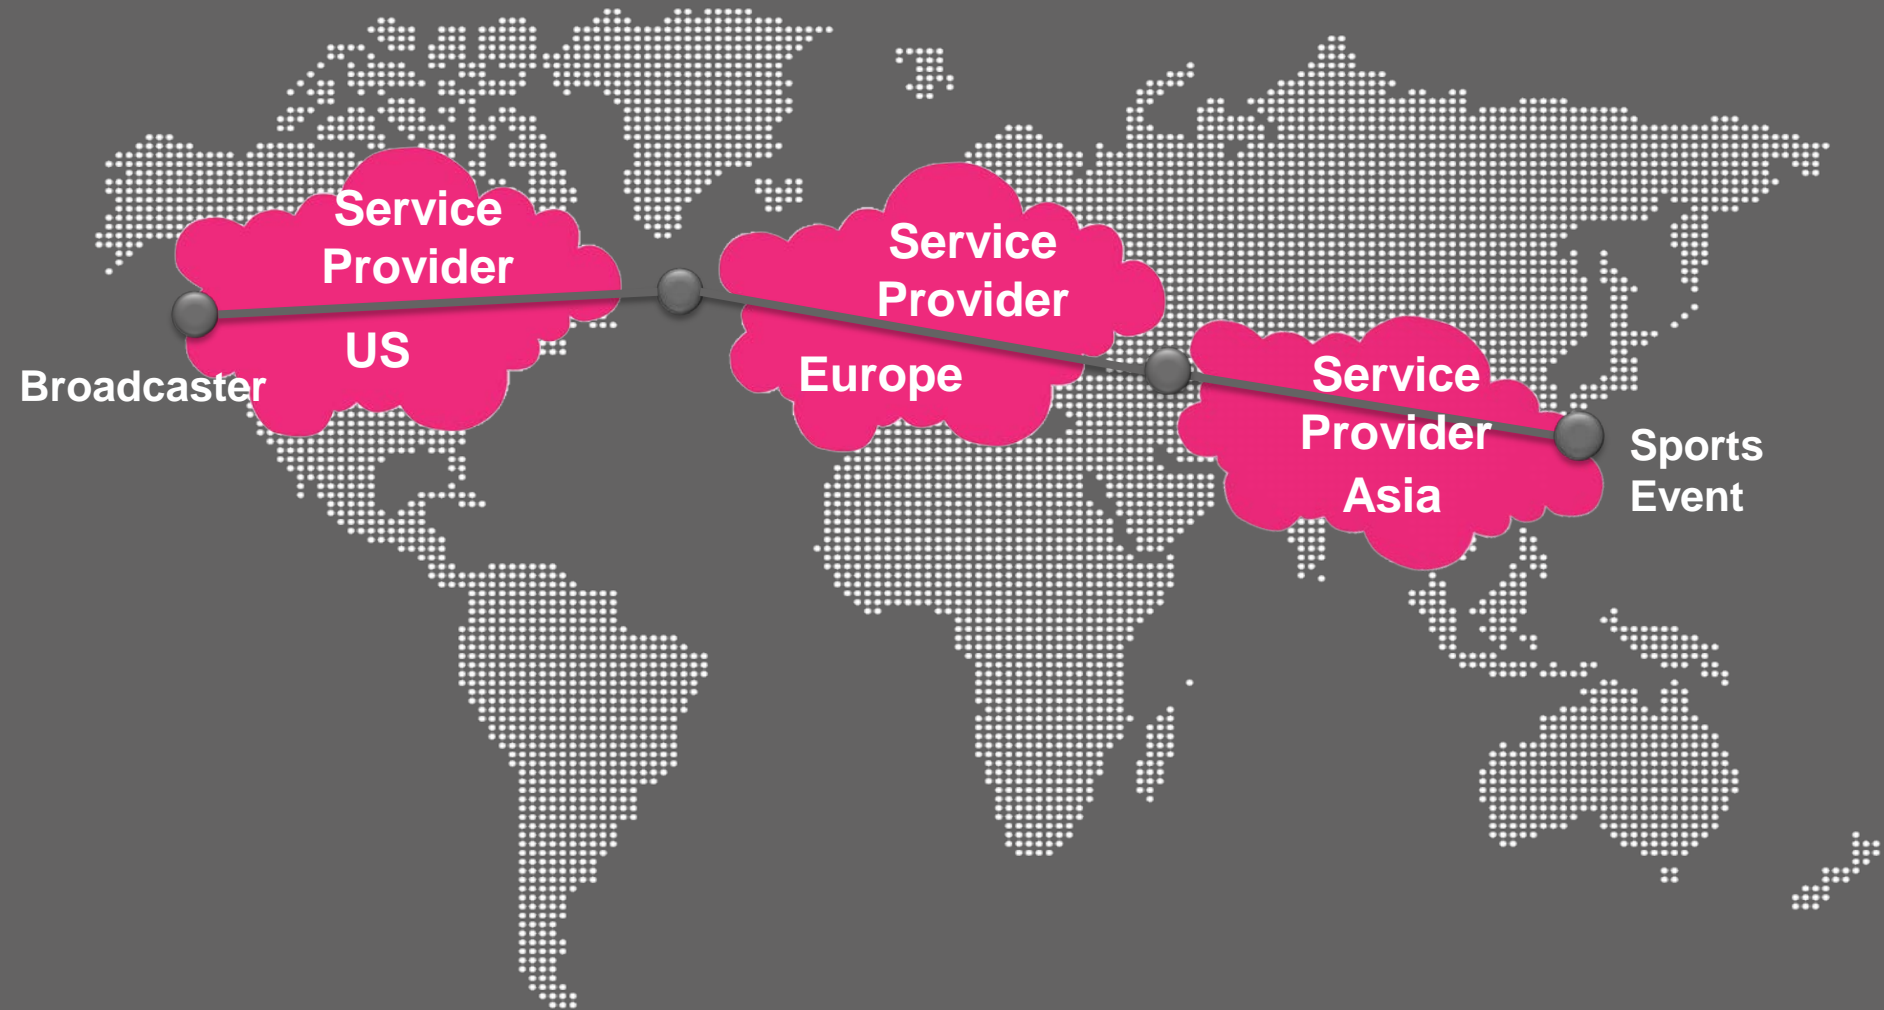 Service
Provider
US
Broadcaster
Service
Provider
Europe
Service
Provider
Asia
Sports
Event